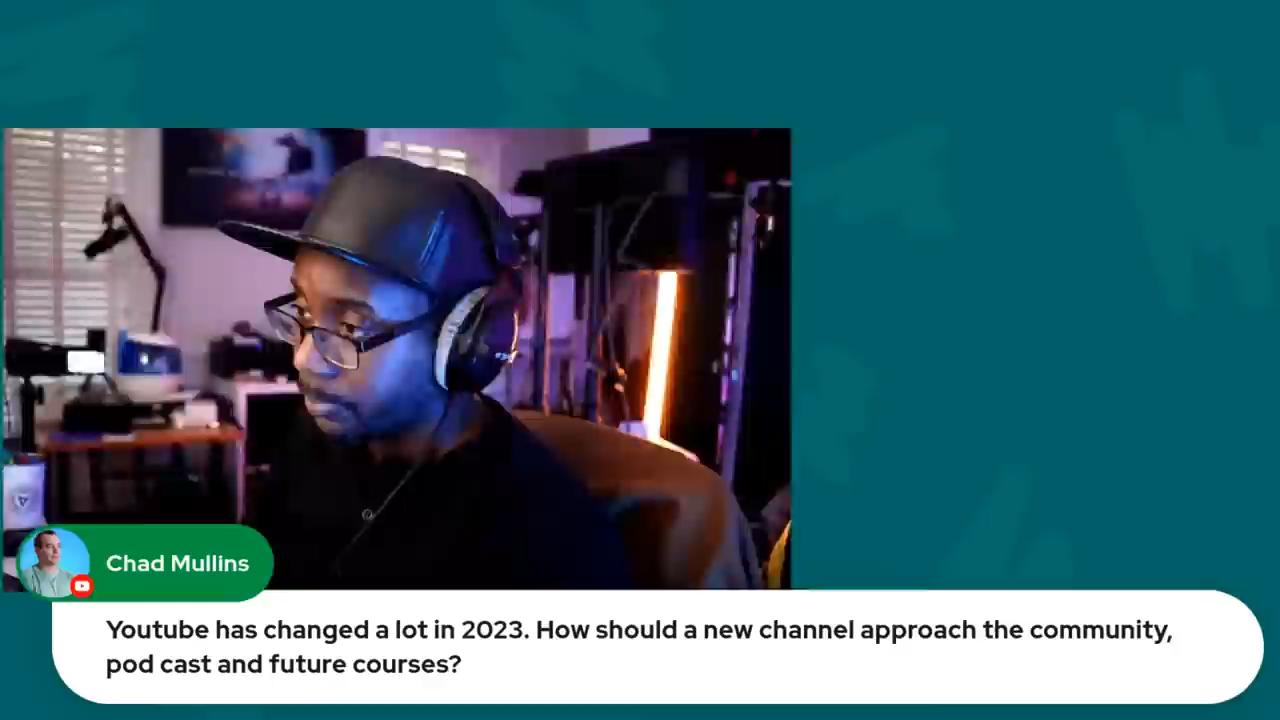 Chad Mullins
Youtube has changed a lot in 2023. How should a new channel approach the community,
pod cast and future courses?